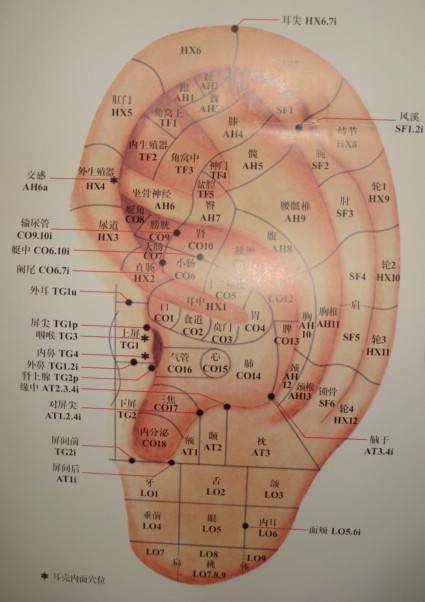 耳尖 HX6.7i
HX6
肛门
HX5
趾
AH2
跟
AH1
髋
角窝上
TF1
膝
AH4
SF1
风溪
SF1.2i
结节
HX8
腕
SF2
内生殖器
TF2
角窝中
TF3
神门
TF4
髋
AH5
交感
AH6a
外生殖器
HX4
盆腔
TF5
坐骨神经
AH6
臀
AH7
腰骶椎
AH9
肘
SF3
轮1
HX9
艇角
CO8
输尿管
CO9.10i
尿道
HX3
膀胱
CO9
肾
CO10
腹
AH8
艇中 CO6.10i
大肠
CO7
小肠
CO6
阑尾 CO6.7i
直肠
HX2
CO5
SF4
轮2
HX10
外耳 TG1u
耳中 HX1
CO12
口
CO1
食道
CO2
贲门
CO3
胃
CO4
胸
AH10
胸椎
AH11
肩
SF5
轮3
HX11
屏尖 TG1p
咽喉 TG3
上屏
TG1
脾
CO13
内鼻 TG4
外鼻 TG1.2i
肾上腺 TG2p
缘中 AT2.3.4i
气管
CO16
心
CO15
肺
CO14
颈
AH12
颈椎
AH13
锁骨
SF6
轮4
HX12
对屏尖
AT1.2.4i
下屏
TG2
三焦
CO17
内分泌
CO18
额
AT1
颞
AT2
枕
AT3
脑干
AT3.4i
屏间前
TG2i
屏间后
AT1i
牙
LO1
舌
LO2
颌
LO3
垂前
LO4
眼
LO5
内耳
LO6
面颊 LO5.6i
LO7
LO8
LO9
扁 桃 体
LO7.8.9
* 耳壳内面穴位